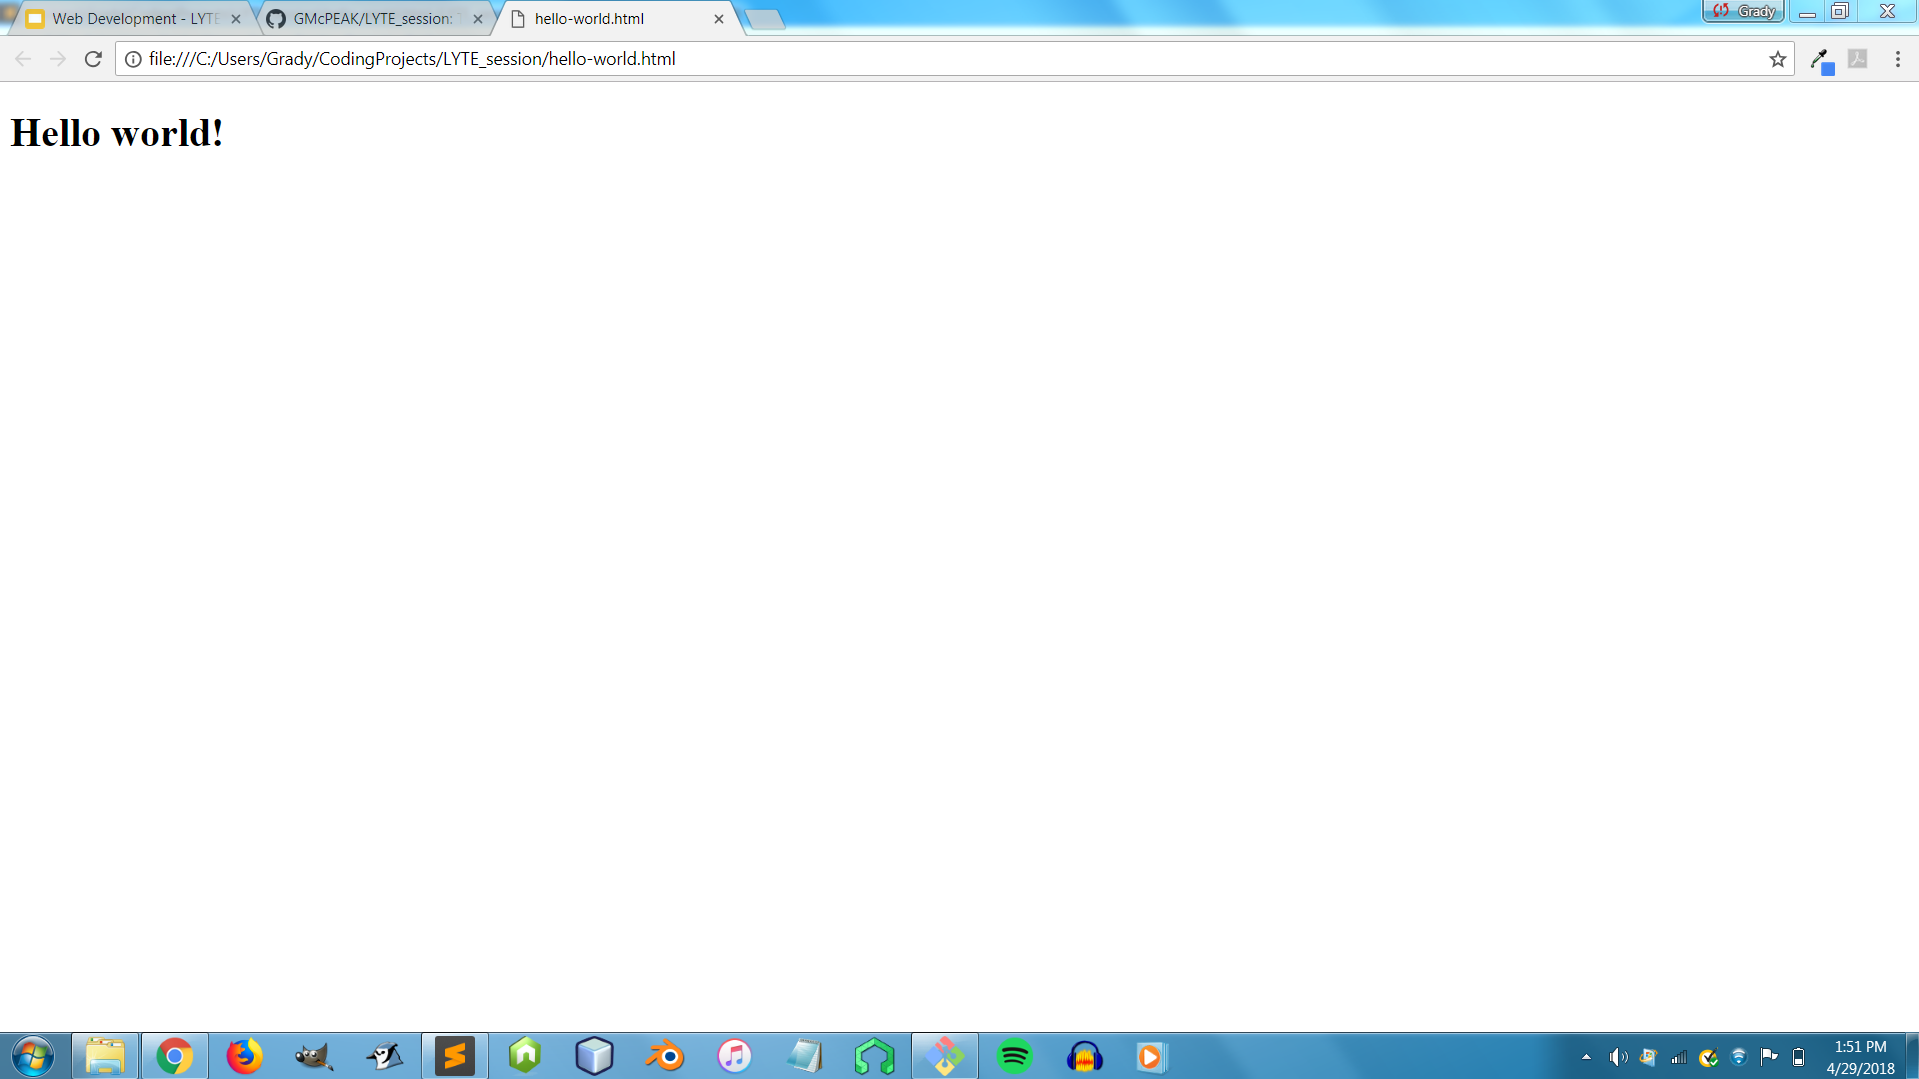 Web Development - LYTE
GMcPEAK/LYTE_session:
hello-world.html
Grady
file:///C:/Users/Grady/CodingProjects/LYTE_session/hello-world.html
Hello world!
1:51 PM
4/29/2018